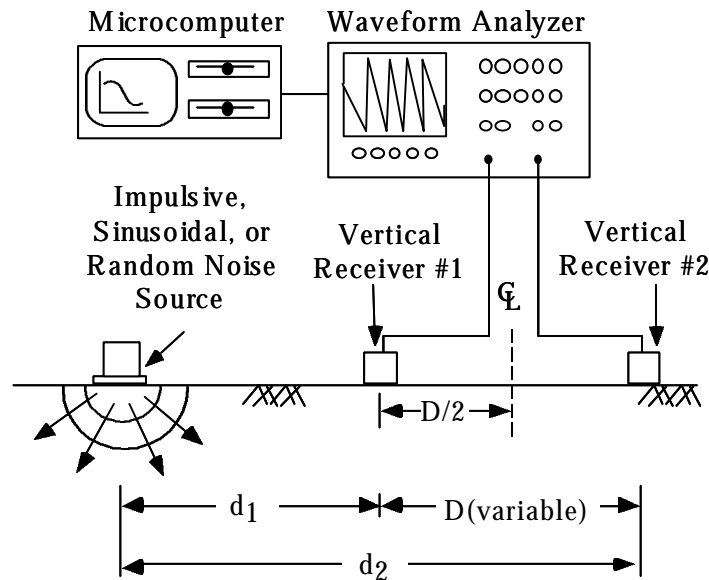 Microcomputer
Waveform Analyzer
Impulsive,
Sinusoidal, or
Random Noise
Source
Vertical
Receiver #1
Vertical
Receiver #2
CL
D/2
d1
D(variable)
d2